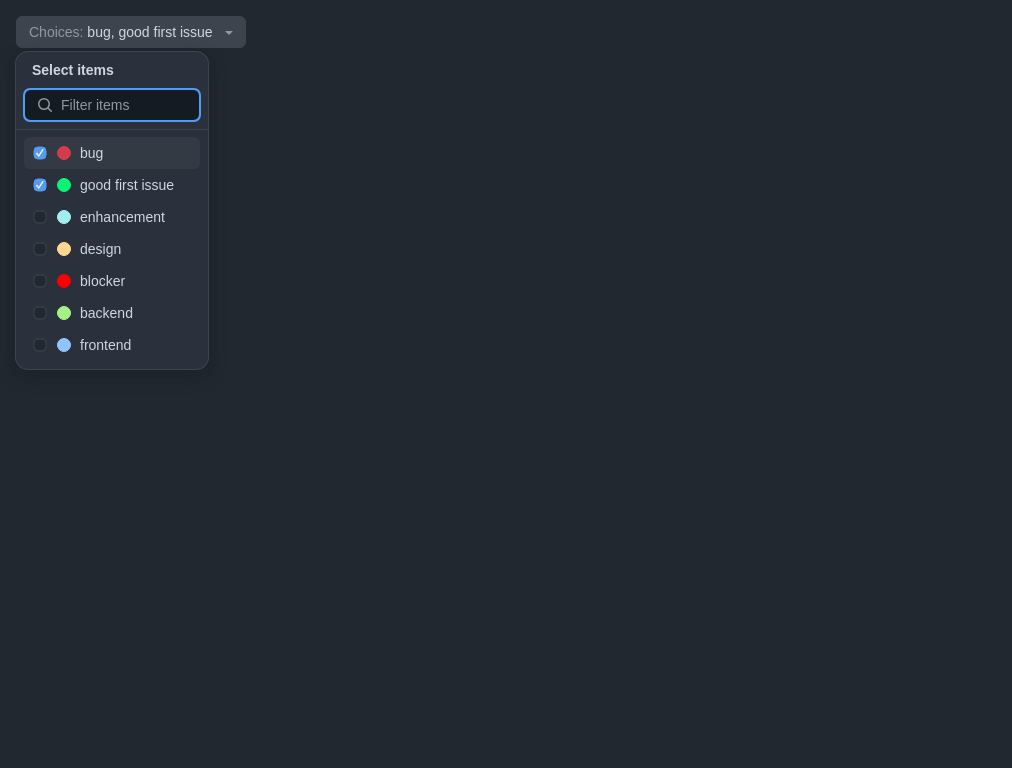 Choices: bug, good first issue
Select items
Filter items
bug
good first issue
enhancement
design
blocker
backend
frontend